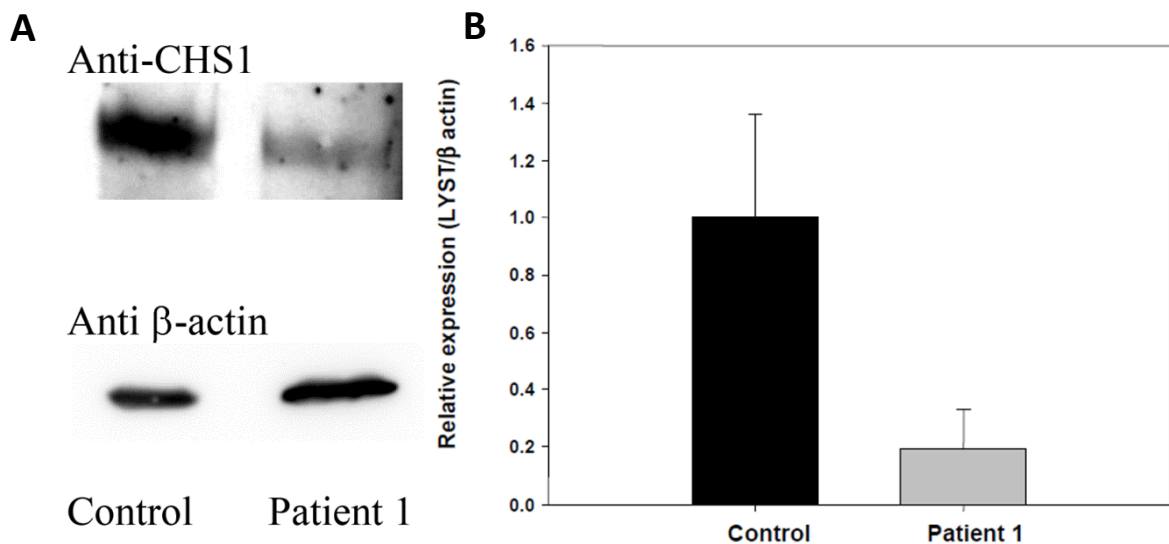 A
Anti-CHS1
Anti β-actin
Control Patient 1
B
Relative expression (LYST/β actin)
1.6
1.4
1.2
1.0
0.8
0.6
0.4
0.2
0.0
Control Patient 1